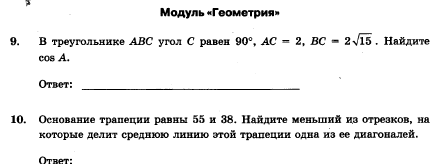 Модуль «Геометрия»
9. В треугольнике ABC угол C равен 90°, AC = 2, BC = 2√15 . Найдите
cos A.
Ответ: ____________________
10. Основание трапеции равны 55 и 38. Найдите меньший из отрезков, на
которые делит среднюю линию этой трапеции одна из ее диагоналей.
Ответ: ____________________